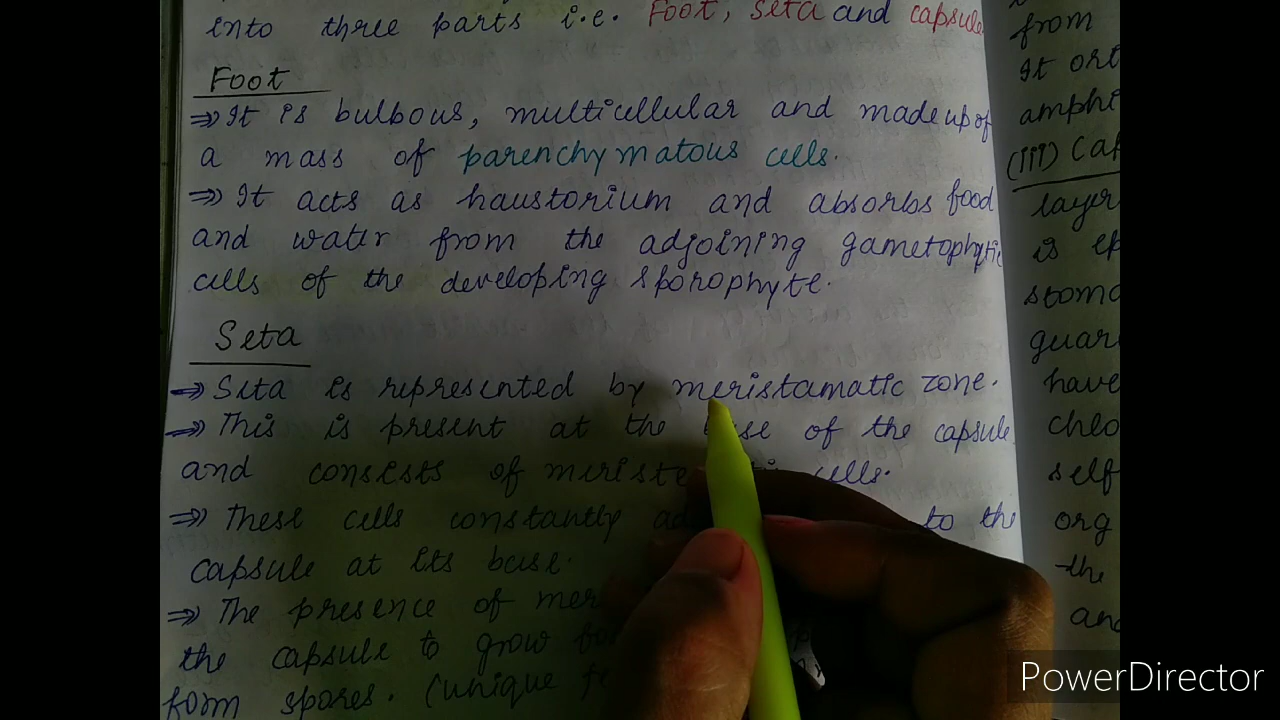 into three parts i.e. Foot, Seta and capsule
Foot
⇒ It is bulbous, multicellular and made up of
a mass of parenchymatous cells.
⇒ It acts as haustorium and absorbs food
and water from the adjoining gametophytic
cells of the developing sporophyte.
Seta
⇒ Seta is represented by meristamatic zone.
⇒ This is present at the base of the capsule
and consists of cells.
⇒ These cells constantly to the
capsule at its base.
⇒ The presence of
the capsule to grow
form spores. (unique
from
It
(iii)
layer
is
have
self
the
PowerDirector